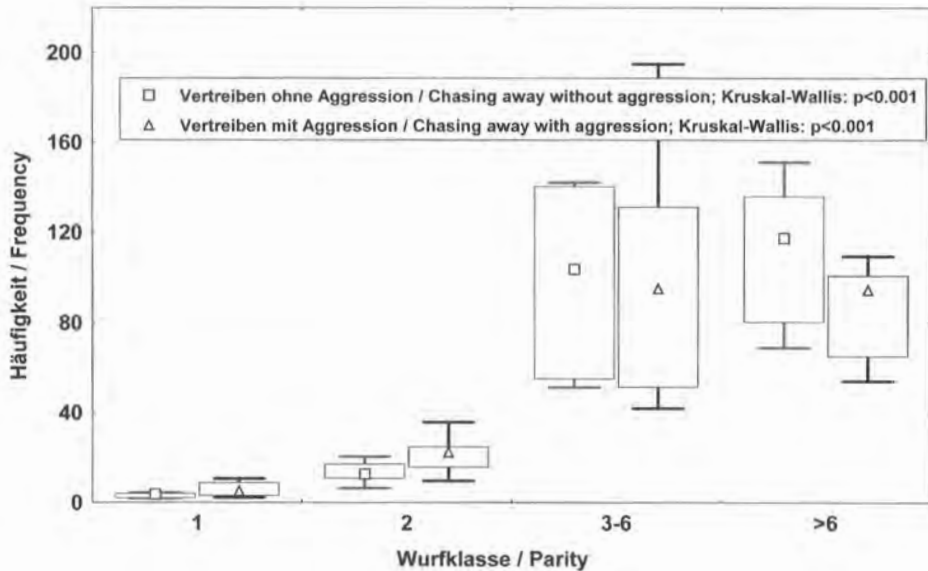 200
□ Vertreiben ohne Aggression / Chasing away without aggression; Kruskal-Wallis: p<0.001
△ Vertreiben mit Aggression / Chasing away with aggression; Kruskal-Wallis: p<0.001
160
120
80
40
0
Häufigkeit / Frequency
1 2 3-6 >6
Wurfklasse / Parity